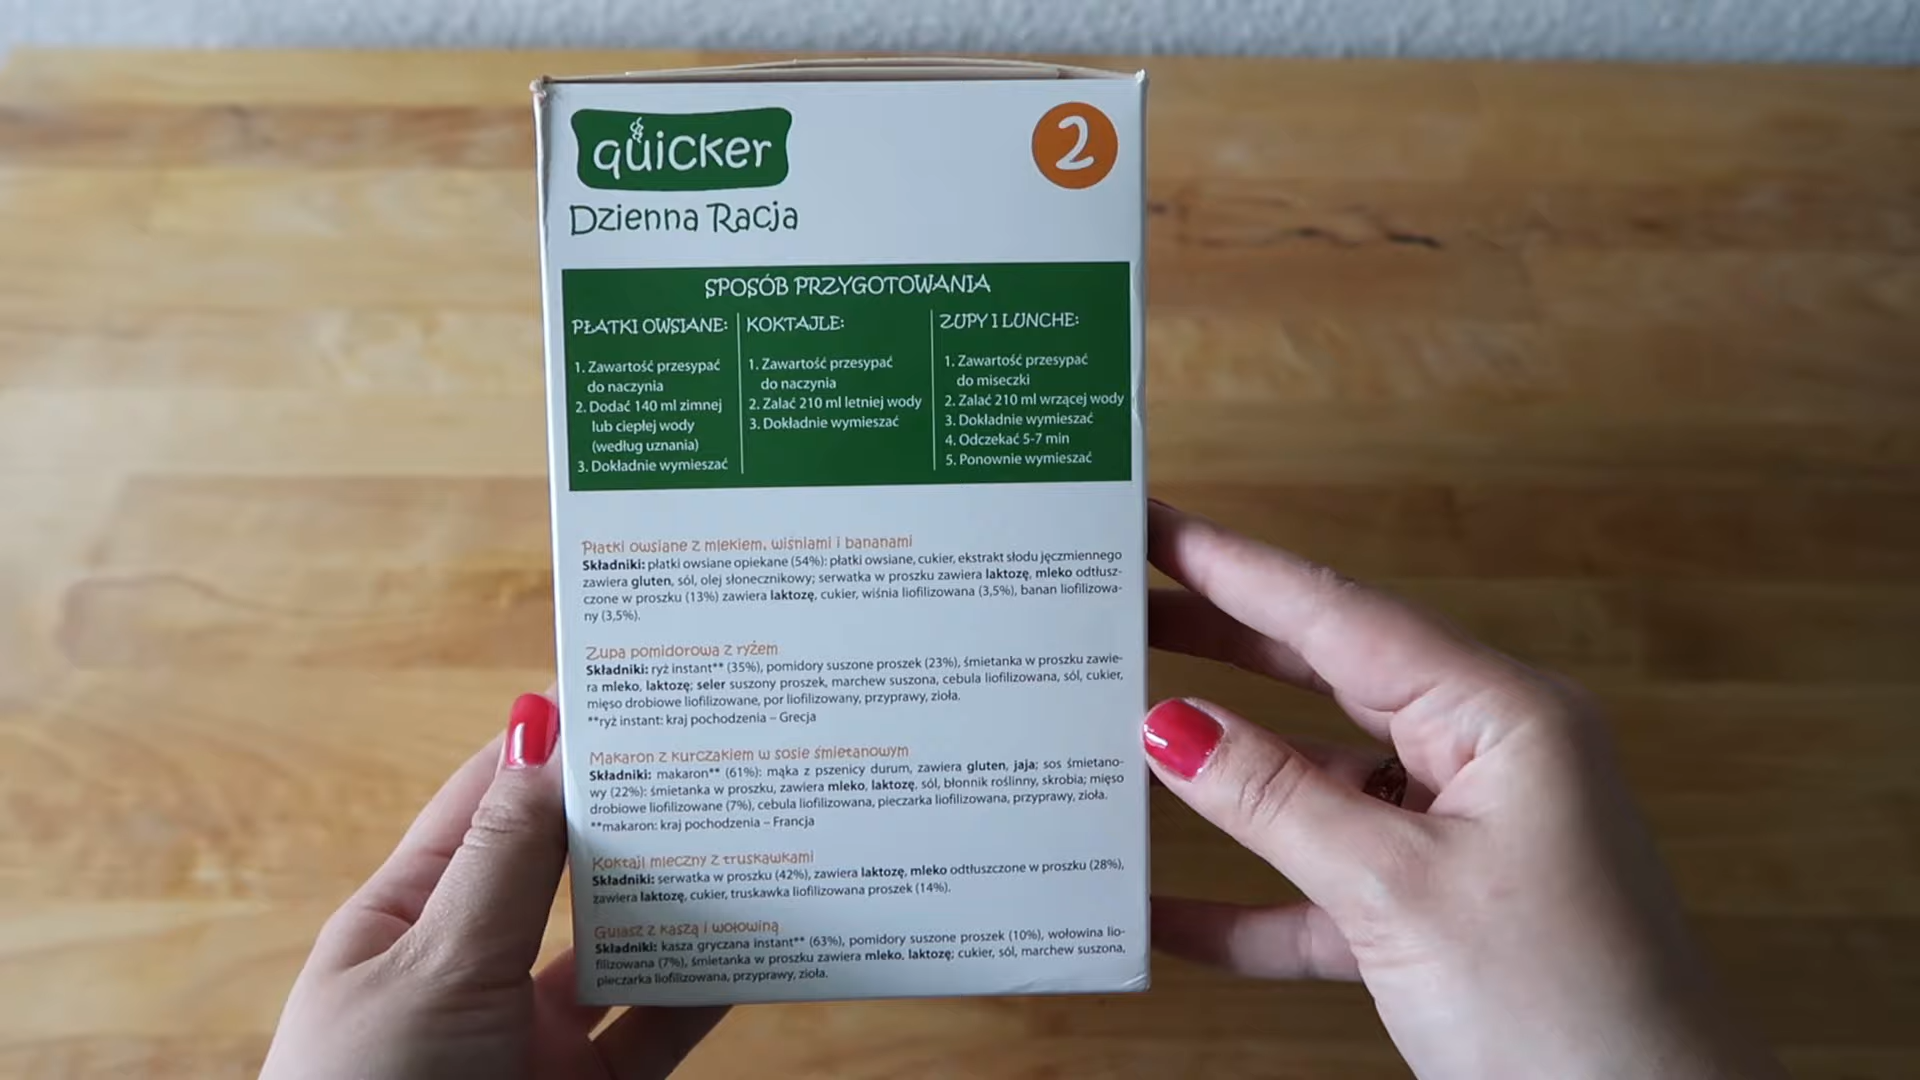 quicker
2
Dzienna Racja
SPOSÓB PRZYGOTOWANIA
PŁATKI OWSIANE:
1. Zawartość przesypać
do naczynia
2. Dodać 140 ml zimnej
lub ciepłej wody
(według uznania)
3. Dokładnie wymieszać
KOKTAJLE:
1. Zawartość przesypać
do naczynia
2. Zalać 210 ml letniej wody
3. Dokładnie wymieszać
ZUPY I LUNCHE:
1. Zawartość przesypać
do miseczki
2. Zalać 210 ml wrzącej wody
3. Dokładnie wymieszać
4. Odczekać 5-7 min
5. Ponownie wymieszać
Płatki owsiane z mlekiem, wiśniami i bananami
Składniki: płatki owsiane opiekane (54%): płatki owsiane, cukier, ekstrakt słodu jęczmiennego
zawiera gluten, sól, olej słonecznikowy; serwatka w proszku zawiera laktozę, mleko odtłusz-
czone w proszku (13%) zawiera laktozę, cukier, wiśnia liofilizowana (3,5%), banan liofilizowa-
ny (3,5%).
Zupa pomidorowa z ryżem
Składniki: ryż instant** (35%), pomidory suszone proszek (23%), śmietanka w proszku zawie-
ra mleko, laktozę; seler suszony proszek, marchew suszona, cebula liofilizowana, sól, cukier,
mięso drobiowe liofilizowane, por liofilizowany, przyprawy, zioła.
**ryż instant: kraj pochodzenia – Grecja
Makaron z kurczakiem w sosie śmietanowym
Składniki: makaron** (61%): mąka z pszenicy durum, zawiera gluten, jaja; sos śmietano-
wy (22%): śmietanka w proszku, zawiera mleko, laktozę, sól, błonnik roślinny, skrobia; mięso
drobiowe liofilizowane (7%), cebula liofilizowana, pieczarka liofilizowana, przyprawy, zioła.
**makaron: kraj pochodzenia – Francja
Koktajl mleczny z truskawkami
Składniki: serwatka w proszku (42%), zawiera laktozę, mleko odtłuszczone w proszku (28%),
zawiera laktozę, cukier, truskawka liofilizowana proszek (14%).
Gulasz z kaszą i wołowiną
Składniki: kasza gryczana instant** (63%), pomidory suszone proszek (10%), wołowina lio-
filizowana (7%), śmietanka w proszku zawiera mleko, laktozę; cukier, sól, marchew suszona,
pieczarka liofilizowana, przyprawy, zioła.